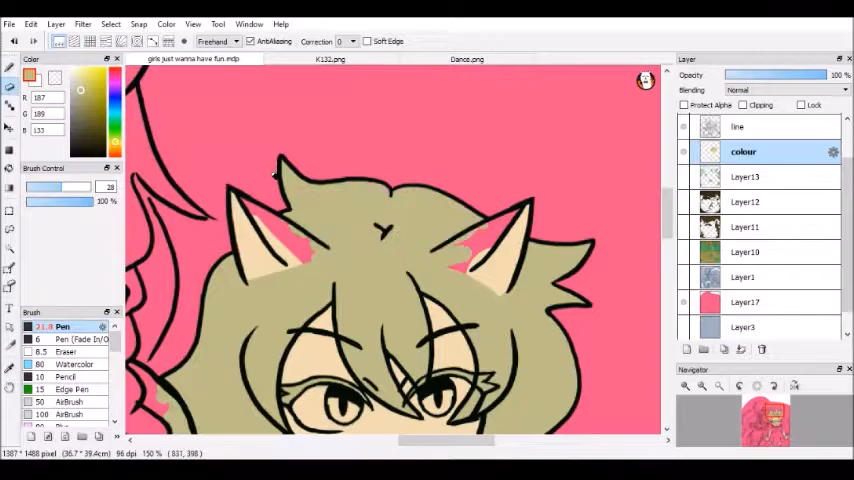 File Edit Layer Filter Select Snap Color View Tool Window Help
Freehand AntiAliasing Correction 0 Soft Edge
girls just wanna have fun.mdp K132.png Dance.png
Color
R 187
G 189
B 133
Brush Control
28
100 %
Brush
21.8 Pen
6 Pen (Fade In/O
8.5 Eraser
80 Watercolor
10 Pencil
15 Edge Pen
50 AirBrush
100 AirBrush
Layer
Opacity 100 %
Blending Normal
Protect Alpha Clipping Lock
line
colour
Layer13
Layer12
Layer11
Layer10
Layer1
Layer17
Layer3
Navigator
1387 * 1488 pixel (36.7 * 39.4cm) 96 dpi 150 % ( 831, 398 )